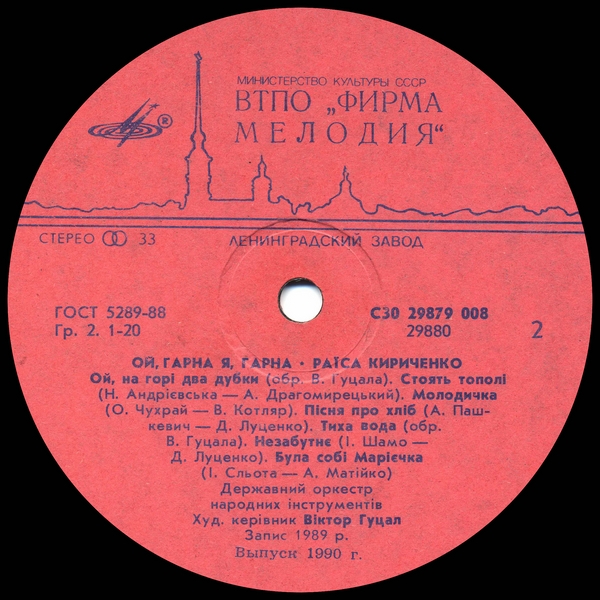 МИНИСТЕРСТВО КУЛЬТУРЫ СССР
ВТПО „ФИРМА
МЕЛОДИЯ“
®
СТЕРЕО 33
ЛЕНИНГРАДСКИЙ ЗАВОД
ГОСТ 5289-88
Гр. 2. 1-20
С30 29879 008
29880
2
ОЙ, ГАРНА Я, ГАРНА • РАЇСА КИРИЧЕНКО
Ой, на горі два дубки (обр. В. Гуцала). Стоять тополі
(Н. Андрієвська — А. Драгомирецький). Молодичка
(О. Чухрай — В. Котляр). Пісня про хліб (А. Паш-
кевич — Д. Луценко). Тиха вода (обр.
В. Гуцала). Незабутнє (І. Шамо —
Д. Луценко). Була собі Марієчка
(І. Сльота — А. Матійко)
Державний оркестр
народних інструментів
Худ. керівник Віктор Гуцал
Запис 1989 р.
Выпуск 1990 г.